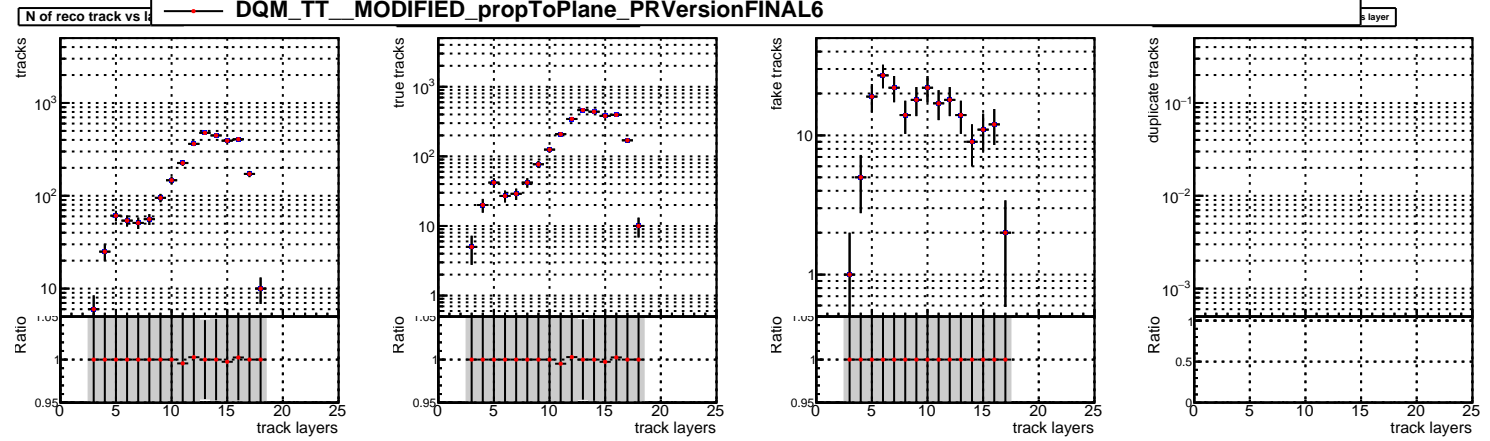 DQM_TT__MODIFIED_propToPlane_PRVersionFINAL6
N of reco track vs
s layer
tracks
10³
10²
10
Ratio
1.05
1
0.95
0 5 10 15 20 25
track layers
true tracks
10³
10²
10
1
Ratio
1.05
1
0.95
0 5 10 15 20 25
track layers
fake tracks
10
1
Ratio
1.05
1
0.95
0 5 10 15 20 25
track layers
duplicate tracks
10⁻¹
10⁻²
10⁻³
Ratio
1
0.5
0
0 5 10 15 20 25
track layers